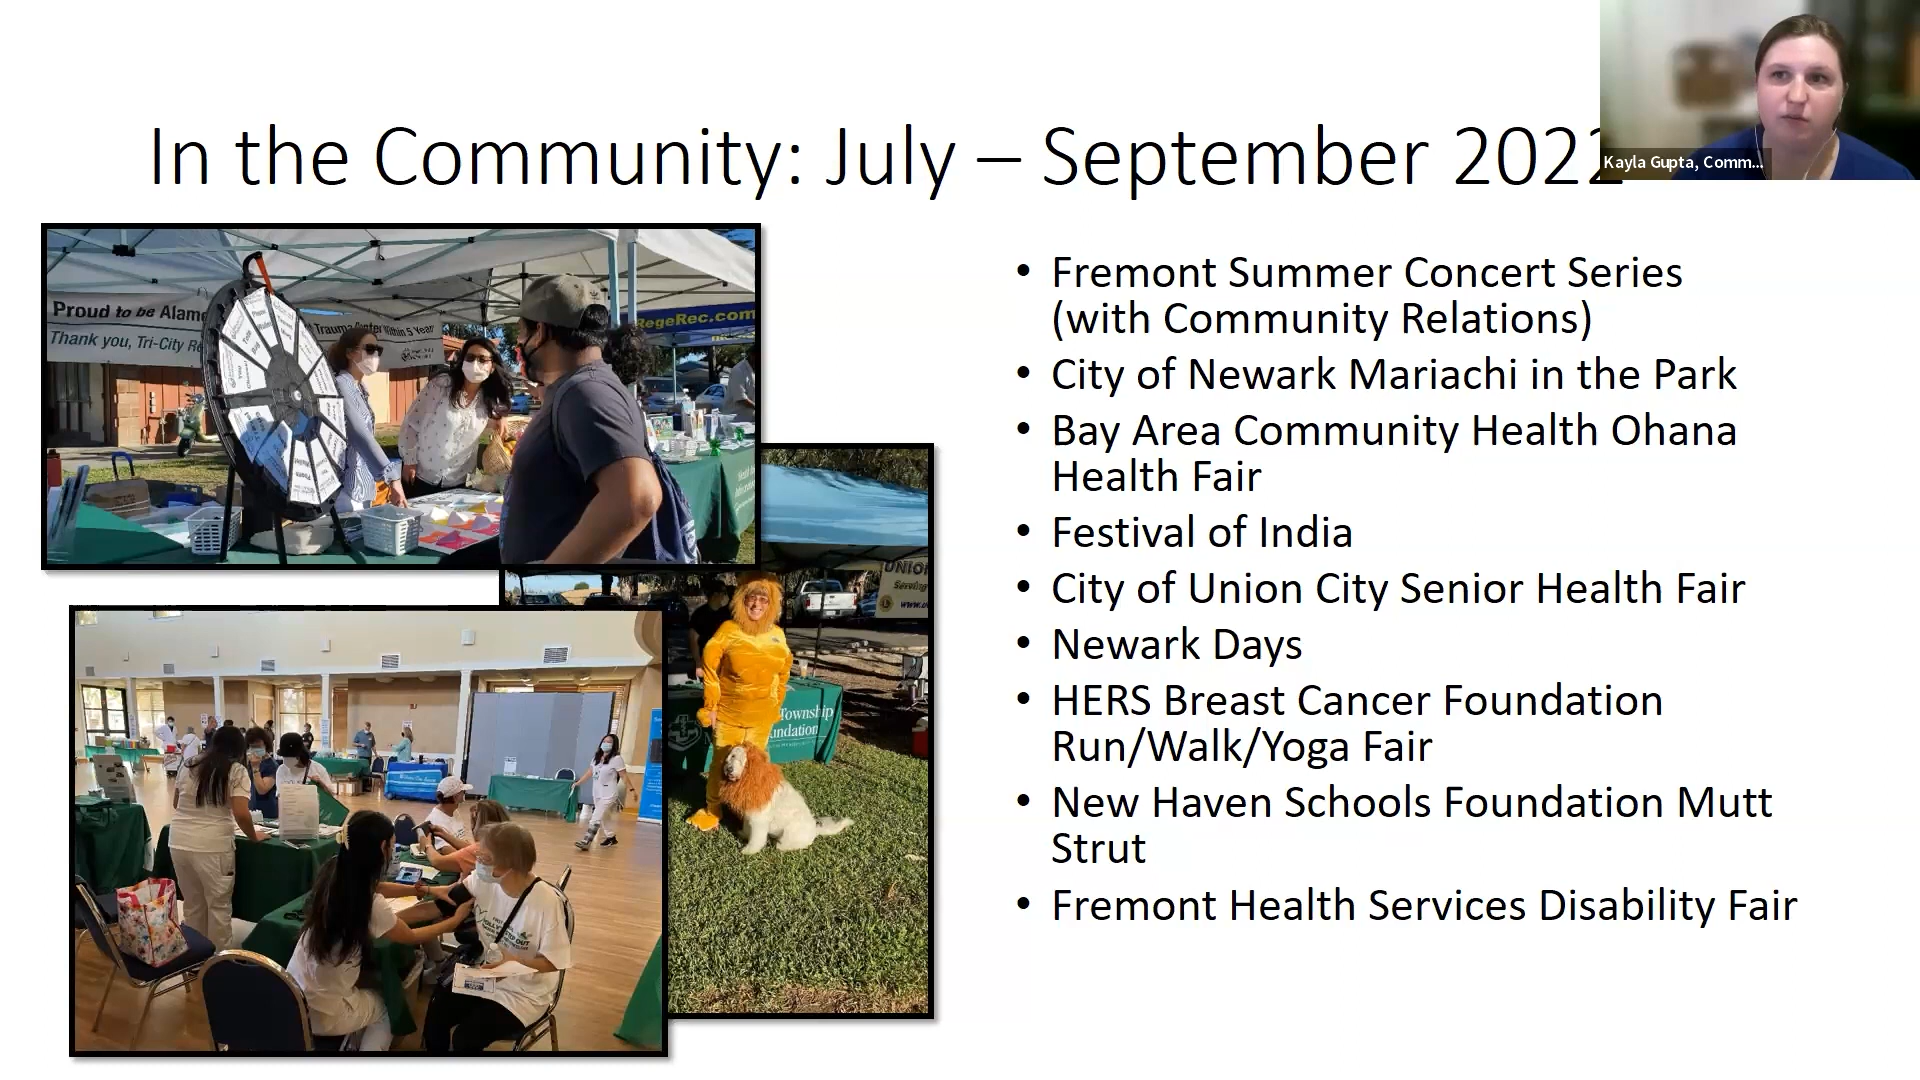 In the Community: July – September 2022
Kayla Gupta, Comm...
• Fremont Summer Concert Series
(with Community Relations)
• City of Newark Mariachi in the Park
• Bay Area Community Health Ohana
Health Fair
• Festival of India
• City of Union City Senior Health Fair
• Newark Days
• HERS Breast Cancer Foundation
Run/Walk/Yoga Fair
• New Haven Schools Foundation Mutt
Strut
• Fremont Health Services Disability Fair
Proud to be Alame
Thank you, Tri-City Re
Trauma Center Within 5 Year
RegeRec.com
UNION
Serving
Township
undation